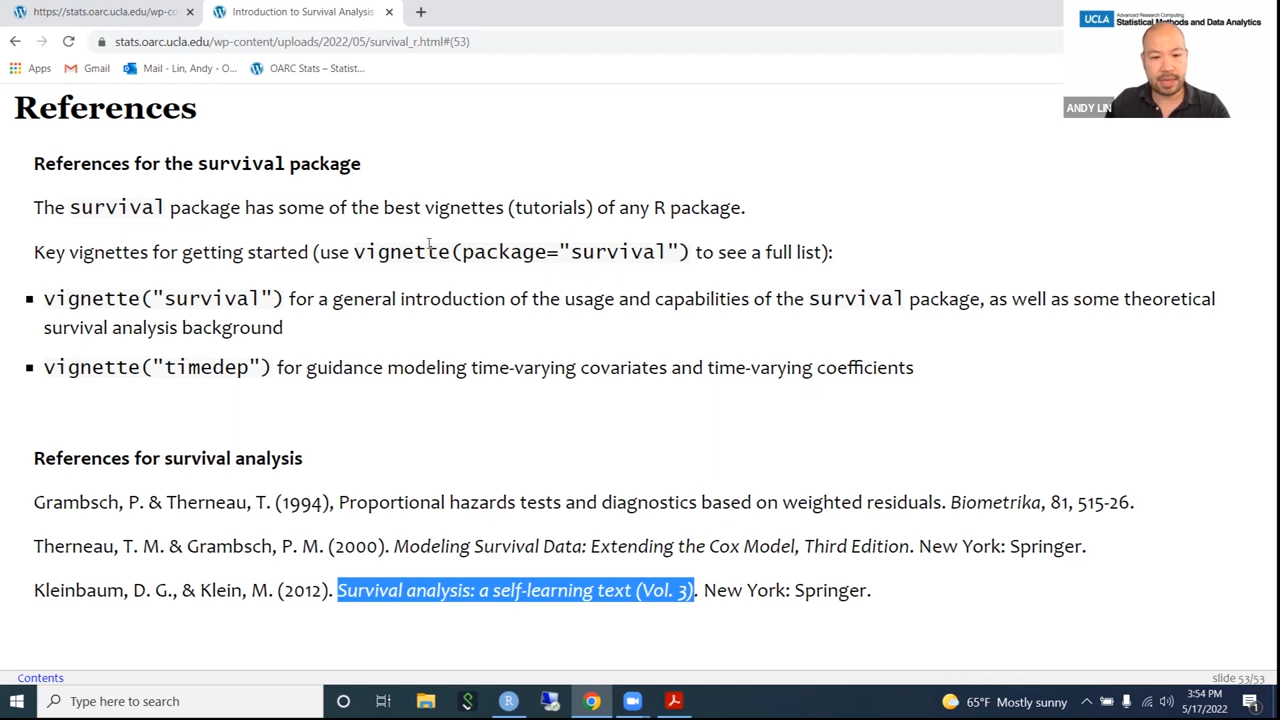 https://stats.oarc.ucla.edu/wp-co
Introduction to Survival Analysis
stats.oarc.ucla.edu/wp-content/uploads/2022/05/survival_r.html#(53)
Apps
Gmail
Mail - Lin, Andy - O...
OARC Stats – Statist...
UCLA
Advanced Research Computing
Statistical Methods and Data Analytics
ANDY LIN
References
References for the survival package
The survival package has some of the best vignettes (tutorials) of any R package.
Key vignettes for getting started (use vignette(package="survival") to see a full list):
vignette("survival") for a general introduction of the usage and capabilities of the survival package, as well as some theoretical
survival analysis background
vignette("timedep") for guidance modeling time-varying covariates and time-varying coefficients
References for survival analysis
Grambsch, P. & Therneau, T. (1994), Proportional hazards tests and diagnostics based on weighted residuals. Biometrika, 81, 515-26.
Therneau, T. M. & Grambsch, P. M. (2000). Modeling Survival Data: Extending the Cox Model, Third Edition. New York: Springer.
Kleinbaum, D. G., & Klein, M. (2012). Survival analysis: a self-learning text (Vol. 3). New York: Springer.
Contents
slide 53/53
Type here to search
65°F Mostly sunny
3:54 PM
5/17/2022